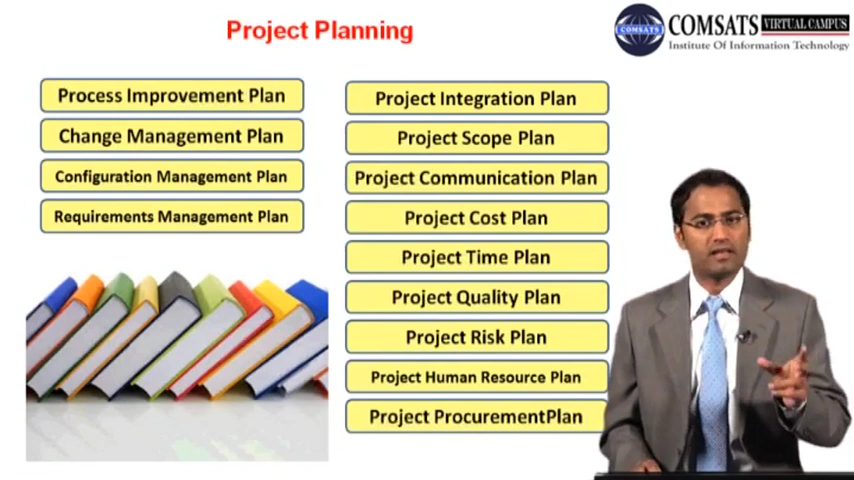 Project Planning
COMSATS VIRTUAL CAMPUS
Institute Of Information Technology
COMSATS
Process Improvement Plan
Change Management Plan
Configuration Management Plan
Requirements Management Plan
Project Integration Plan
Project Scope Plan
Project Communication Plan
Project Cost Plan
Project Time Plan
Project Quality Plan
Project Risk Plan
Project Human Resource Plan
Project ProcurementPlan